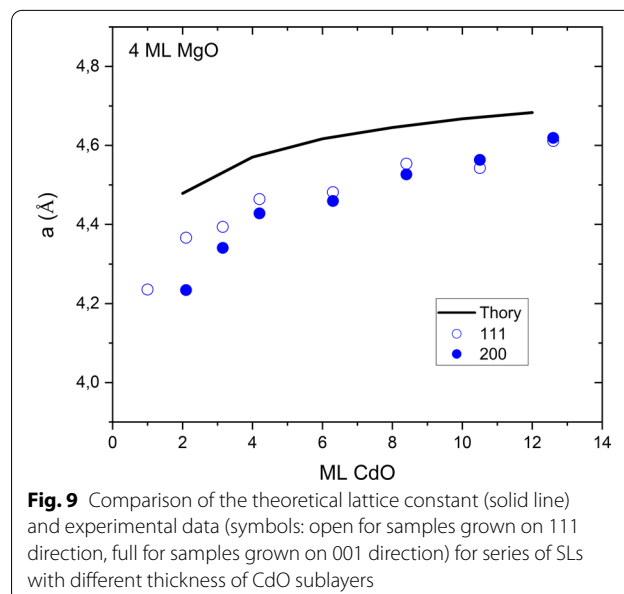 4 ML MgO
4,8
4,6
4,4
4,2
4,0
a (Å)
Thory
111
200
0 2 4 6 8 10 12 14
ML CdO
Fig. 9 Comparison of the theoretical lattice constant (solid line)
and experimental data (symbols: open for samples grown on 111
direction, full for samples grown on 001 direction) for series of SLs
with different thickness of CdO sublayers